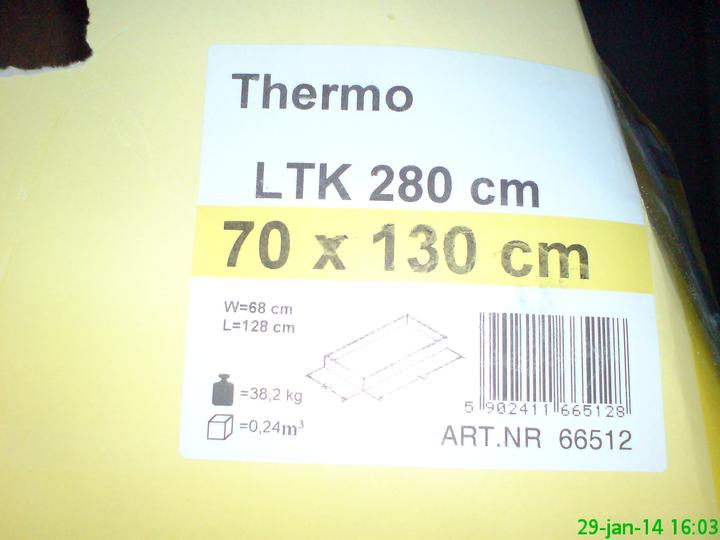 Thermo
LTK 280 cm
70 x 130 cm
W=68 cm
L=128 cm
=38,2 kg
=0,24m³
W
L
5 902411 665128
ART.NR 66512
29-jan-14 16:03